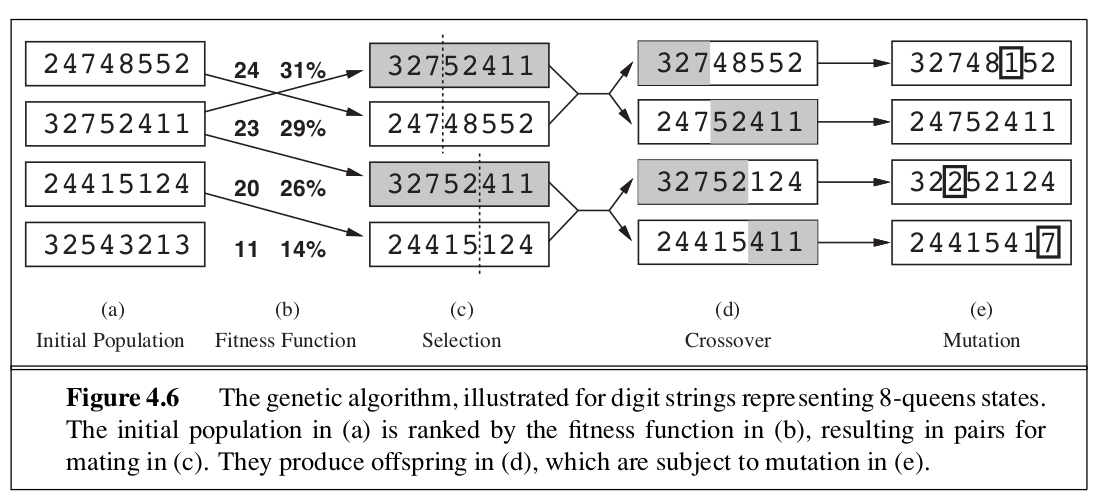 24748552 24 31% 32752411 32748552 32748152
32752411 23 29% 24748552 24752411 24752411
24415124 20 26% 32752411 32752124 32252124
32543213 11 14% 24415124 24415411 24415417
(a) (b) (c) (d) (e)
Initial Population Fitness Function Selection Crossover Mutation
Figure 4.6 The genetic algorithm, illustrated for digit strings representing 8-queens states.
The initial population in (a) is ranked by the fitness function in (b), resulting in pairs for
mating in (c). They produce offspring in (d), which are subject to mutation in (e).